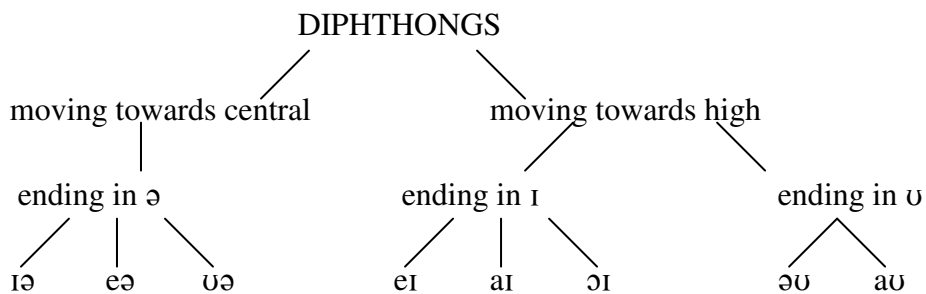 DIPHTHONGS
moving towards central moving towards high
ending in ə ending in ɪ ending in ʊ
ɪə eə ʊə eɪ aɪ ɔɪ əʊ aʊ